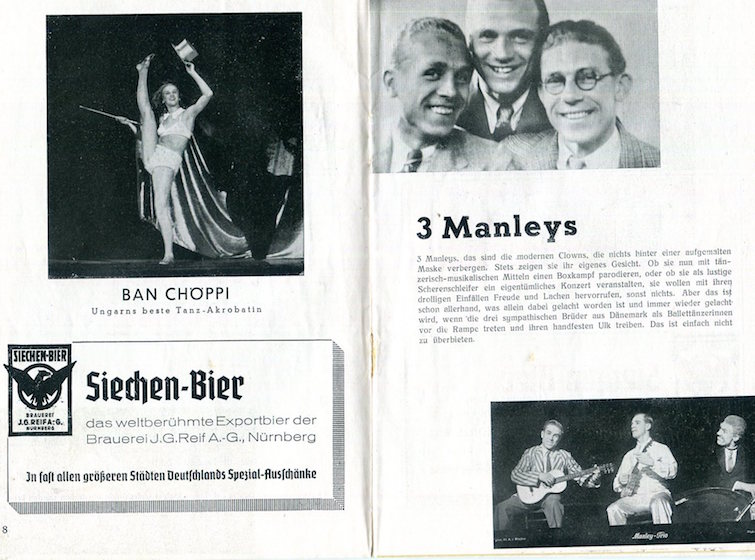 BAN CHÖPPI
Ungarns beste Tanz-Akrobatin
SIECHEN-BIER
BRAUEREI
J.G.REIF A-G.
NÜRNBERG
Siechen-Bier
das weltberühmte Exportbier der
Brauerei J.G.Reif A.-G., Nürnberg
In fast allen größeren Städten Deutschlands Spezial-Ausschänke
8
3 Manleys
3 Manleys, das sind die modernen Clowns, die nichts hinter einer aufgemalten
Maske verbergen. Stets zeigen sie ihr eigenes Gesicht. Ob sie nun mit tän-
zerisch-musikalischen Mitteln einen Boxkampf parodieren, oder ob sie als lustige
Scherenschleifer ein eigentümliches Konzert veranstalten, sie wollen mit ihren
drolligen Einfällen Freude und Lachen hervorrufen, sonst nichts. Aber das ist
schon allerhand, was allein dabei gelacht worden ist und immer wieder gelacht
wird, wenn die drei sympathischen Brüder aus Dänemark als Ballettänzerinnen
vor die Rampe treten und ihren handfesten Ulk treiben. Das ist einfach nicht
zu überbieten.
Manley-Trio